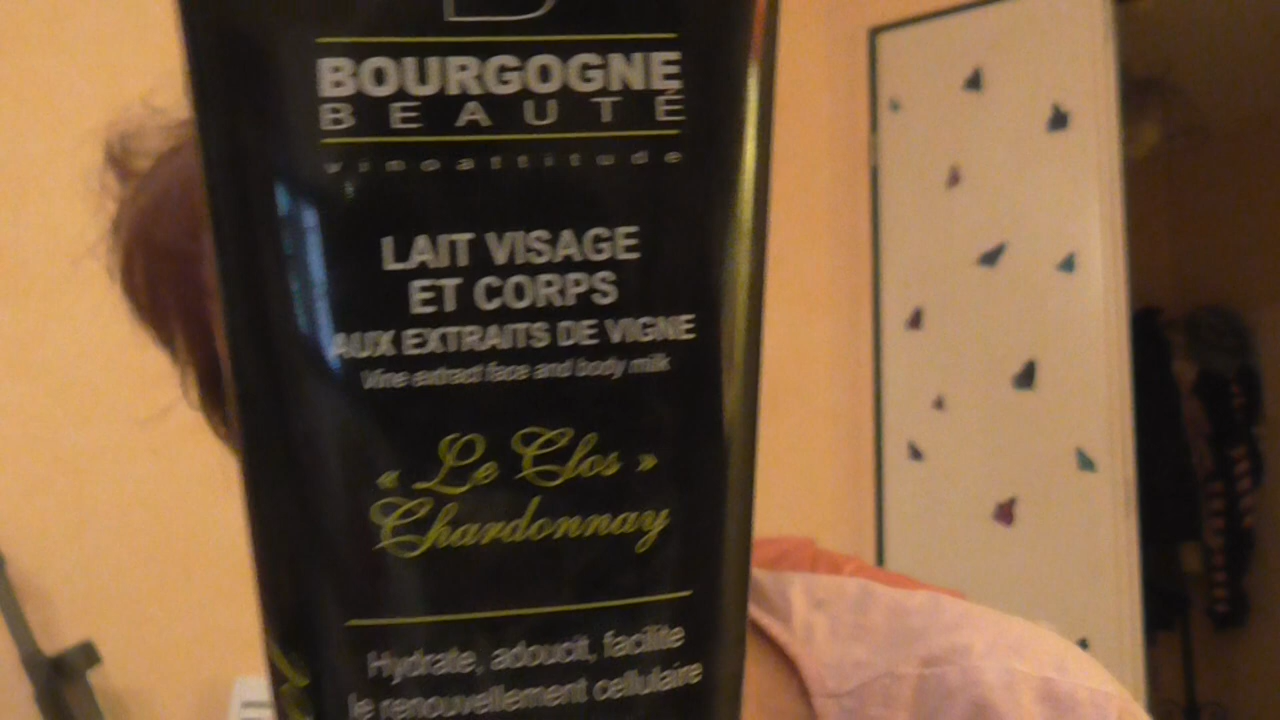 B
BOURGOGNE
BEAUTÉ
vinoattitude
LAIT VISAGE
ET CORPS
AUX EXTRAITS DE VIGNE
Vine extract face and body milk
« Le Clos »
Chardonnay
Hydrate, adoucit, facilite
le renouvellement cellulaire